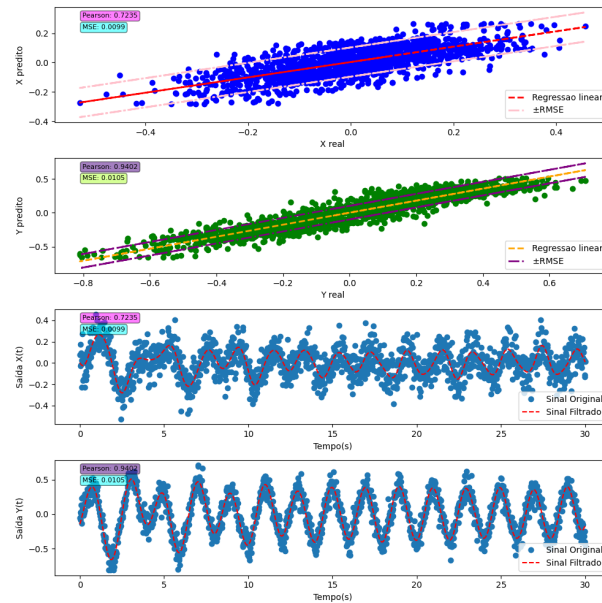 Pearson: 0.7235
MSE: 0.0099
X predito
0.2
0.0
−0.2
−0.4
Regressao linear
±RMSE
−0.4
−0.2
0.0
0.2
0.4
X real
Pearson: 0.9402
MSE: 0.0105
Y predito
0.5
0.0
−0.5
Regressao linear
±RMSE
−0.8
−0.6
−0.4
−0.2
0.0
0.2
0.4
0.6
Y real
Pearson: 0.7235
MSE: 0.0099
Saida X(t)
0.4
0.2
0.0
−0.2
−0.4
Sinal Original
Sinal Filtrado
0
5
10
15
20
25
30
Tempo(s)
Pearson: 0.9402
MSE: 0.0105
Saida Y(t)
0.5
0.0
−0.5
Sinal Original
Sinal Filtrado
0
5
10
15
20
25
30
Tempo(s)